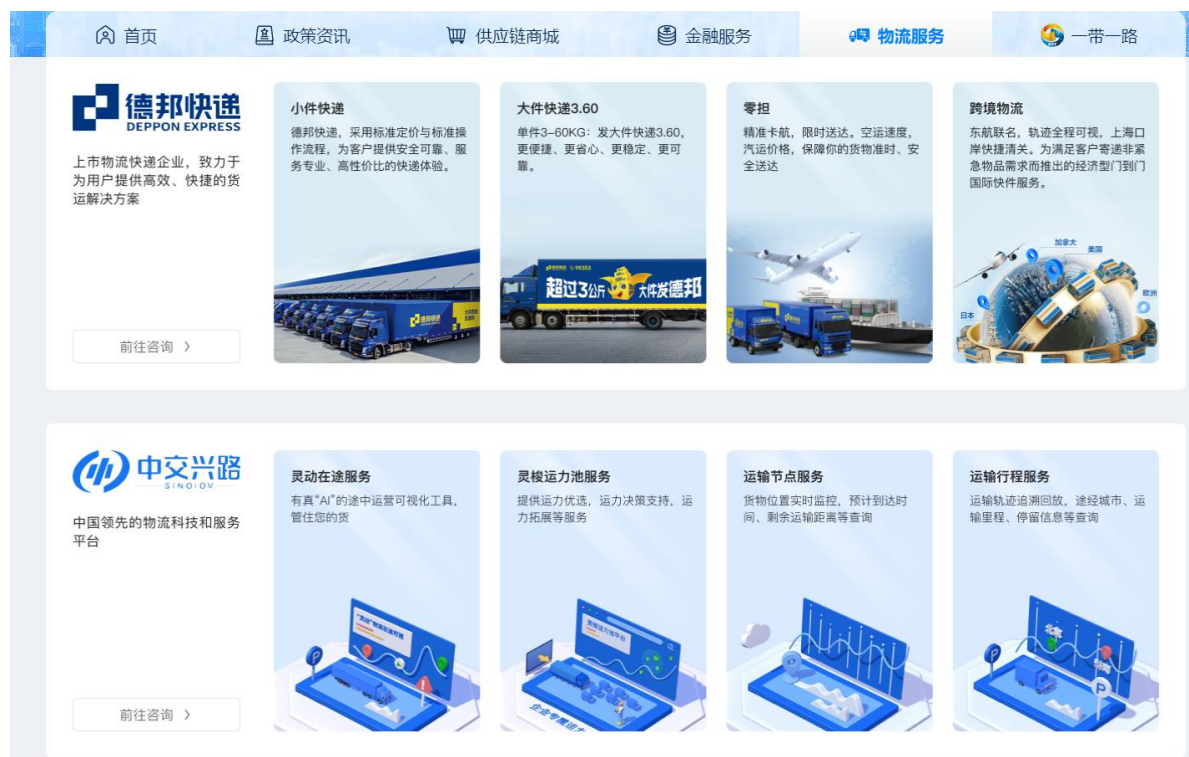 首页
政策资讯
供应链商城
金融服务
物流服务
一带一路
德邦快递
DEPPON EXPRESS
上市物流快递企业，致力于
为用户提供高效、快捷的货
运解决方案
前往咨询 >
小件快递
德邦快递，采用标准定价与标准操
作流程，为客户提供安全可靠、服
务专业、高性价比的快递体验。
德邦快递
大件快递3.60
单件3-60KG：发大件快递3.60，
更便捷、更省心、更稳定、更可
靠。
95353
超过3公斤 大件发德邦
零担
精准卡航，限时送达。空运速度，
汽运价格，保障你的货物准时、安
全送达
跨境物流
东航联名，轨迹全程可视，上海口
岸快捷清关。为满足客户寄递非紧
急物品需求而推出的经济型门到门
国际快件服务。
加拿大
美国
欧洲
日本
中交兴路
SINOIOV
中国领先的物流科技和服务
平台
前往咨询 >
灵动在途服务
有真“AI”的途中运营可视化工具，
管住您的货
P
灵梭运力池服务
提供运力优选，运力决策支持，运
力拓展等服务
灵梭运力池平台
运输节点服务
货物位置实时监控，预计到达时
间、剩余运输距离等查询
运输行程服务
运输轨迹追溯回放，途经城市、运
输里程、停留信息等查询
北京
P
P